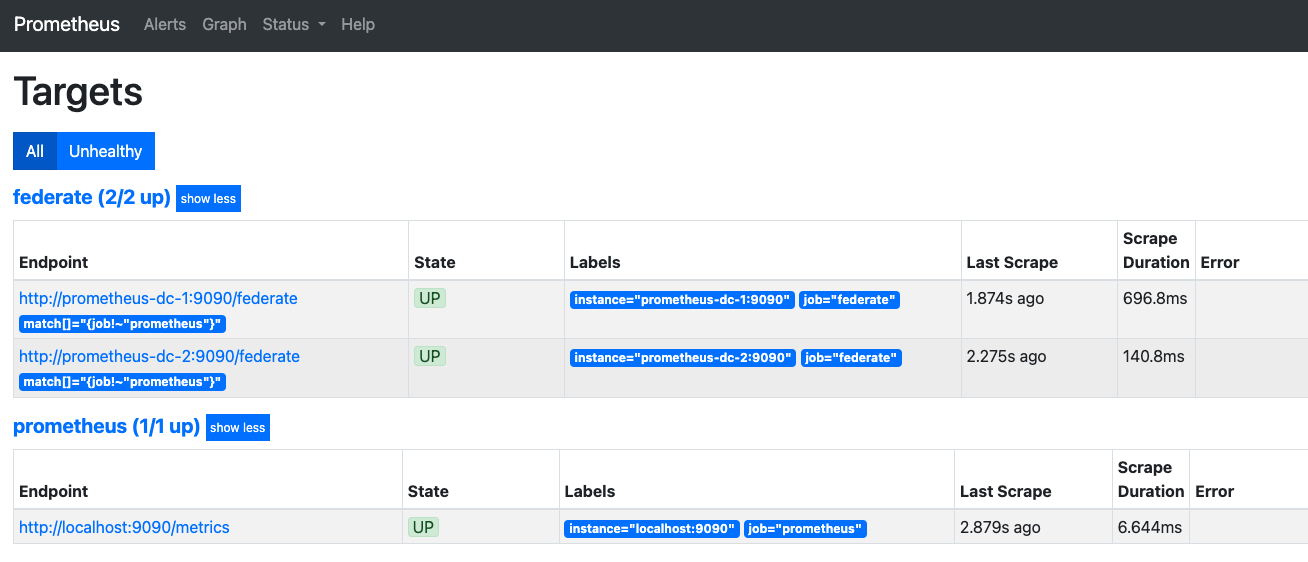 Prometheus Alerts Graph Status Help
Targets
All Unhealthy
federate (2/2 up) show less
Endpoint State Labels Last Scrape Scrape Duration Error
http://prometheus-dc-1:9090/federate UP instance="prometheus-dc-1:9090" job="federate" 1.874s ago 696.8ms
match[]="{job!~"prometheus"}"
http://prometheus-dc-2:9090/federate UP instance="prometheus-dc-2:9090" job="federate" 2.275s ago 140.8ms
match[]="{job!~"prometheus"}"
prometheus (1/1 up) show less
Endpoint State Labels Last Scrape Scrape Duration Error
http://localhost:9090/metrics UP instance="localhost:9090" job="prometheus" 2.879s ago 6.644ms